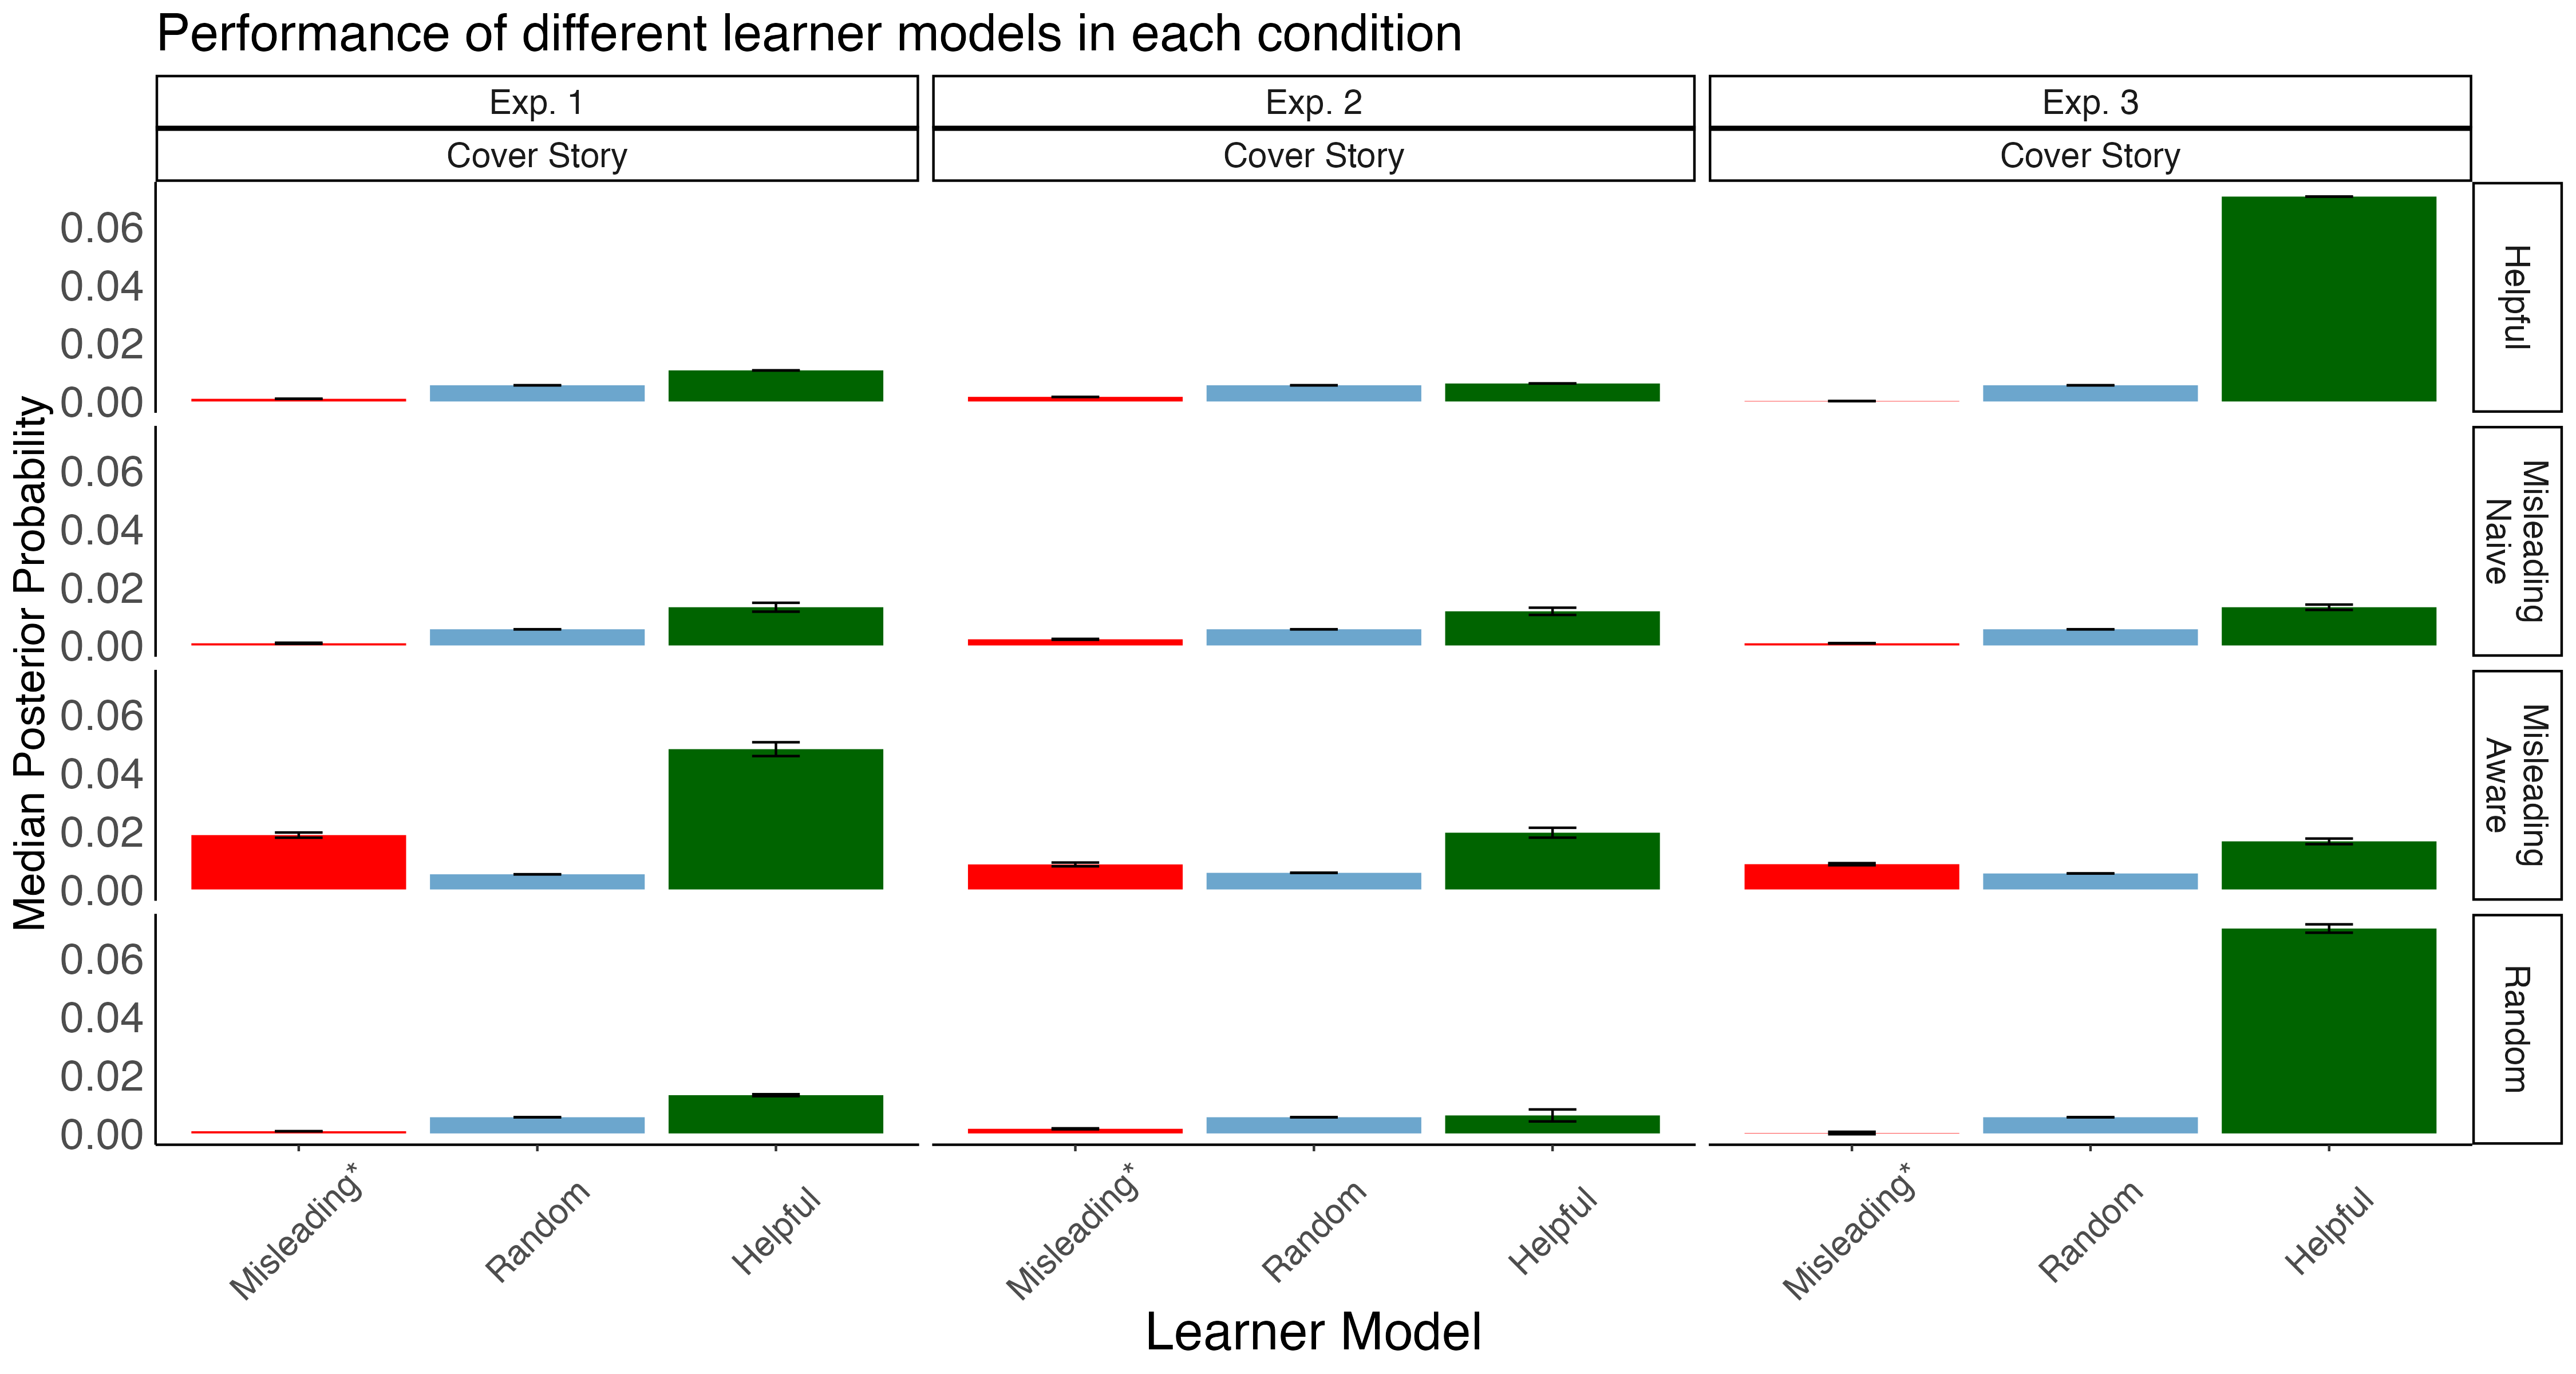 Performance of different learner models in each condition
Exp. 1
Exp. 2
Exp. 3
Cover Story
Cover Story
Cover Story
Median Posterior Probability
0.06
0.04
0.02
0.00
Helpful
0.06
0.04
0.02
0.00
Misleading
Naive
0.06
0.04
0.02
0.00
Misleading
Aware
0.06
0.04
0.02
0.00
Random
Misleading*
Random
Helpful
Misleading*
Random
Helpful
Misleading*
Random
Helpful
Learner Model